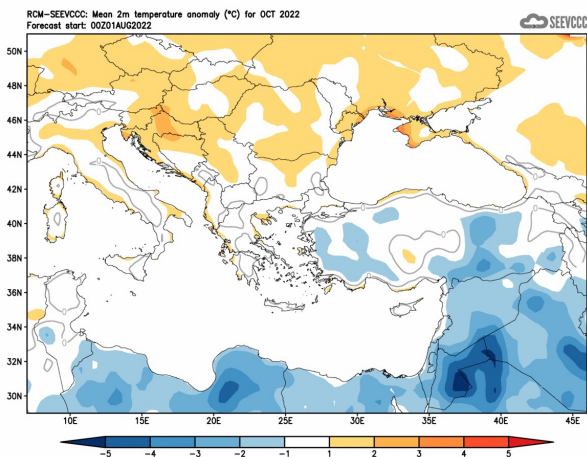 RCM-SEEVCCC: Mean 2m temperature anomaly (°C) for OCT 2022
Forecast start: 00Z01AUG2022
SEEVCCC
50N
48N
46N
44N
42N
40N
38N
36N
34N
32N
30N
10E 15E 20E 25E 30E 35E 40E 45E
-5 -4 -3 -2 -1 1 2 3 4 5